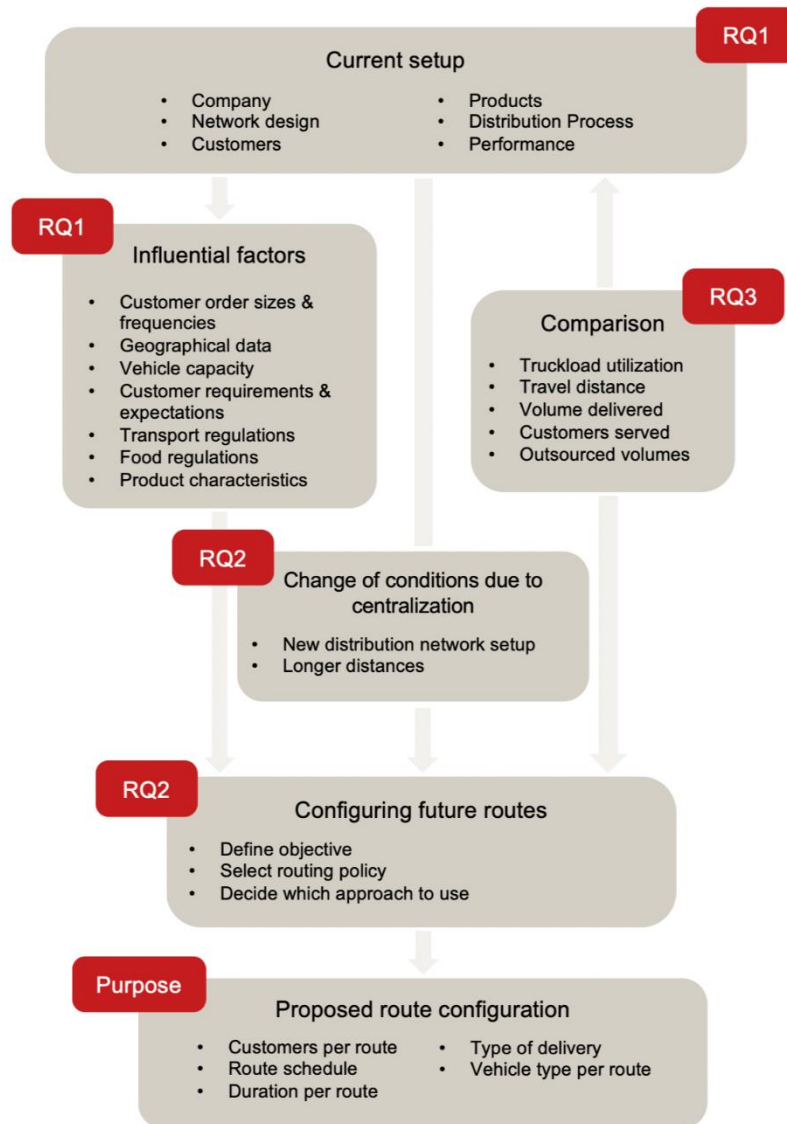 RQ1
Current setup
• Company
• Network design
• Customers
• Products
• Distribution Process
• Performance
RQ1
Influential factors
• Customer order sizes &
frequencies
• Geographical data
• Vehicle capacity
• Customer requirements &
expectations
• Transport regulations
• Food regulations
• Product characteristics
RQ3
Comparison
• Truckload utilization
• Travel distance
• Volume delivered
• Customers served
• Outsourced volumes
RQ2
Change of conditions due to
centralization
• New distribution network setup
• Longer distances
RQ2
Configuring future routes
• Define objective
• Select routing policy
• Decide which approach to use
Purpose
Proposed route configuration
• Customers per route
• Route schedule
• Duration per route
• Type of delivery
• Vehicle type per route